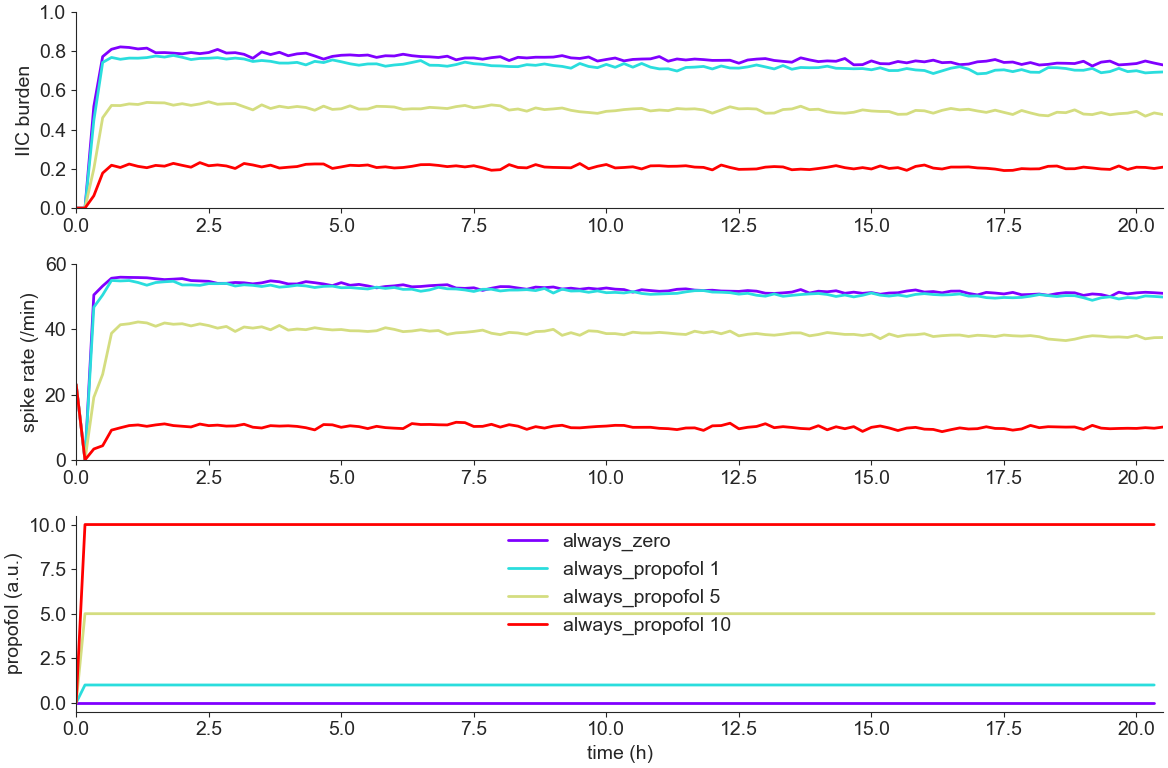 1.0
0.8
0.6
0.4
0.2
0.0
IIC burden
0.0 2.5 5.0 7.5 10.0 12.5 15.0 17.5 20.0
60
40
20
0
spike rate (/min)
0.0 2.5 5.0 7.5 10.0 12.5 15.0 17.5 20.0
10.0
7.5
5.0
2.5
0.0
propofol (a.u.)
always_zero
always_propofol 1
always_propofol 5
always_propofol 10
0.0 2.5 5.0 7.5 10.0 12.5 15.0 17.5 20.0
time (h)